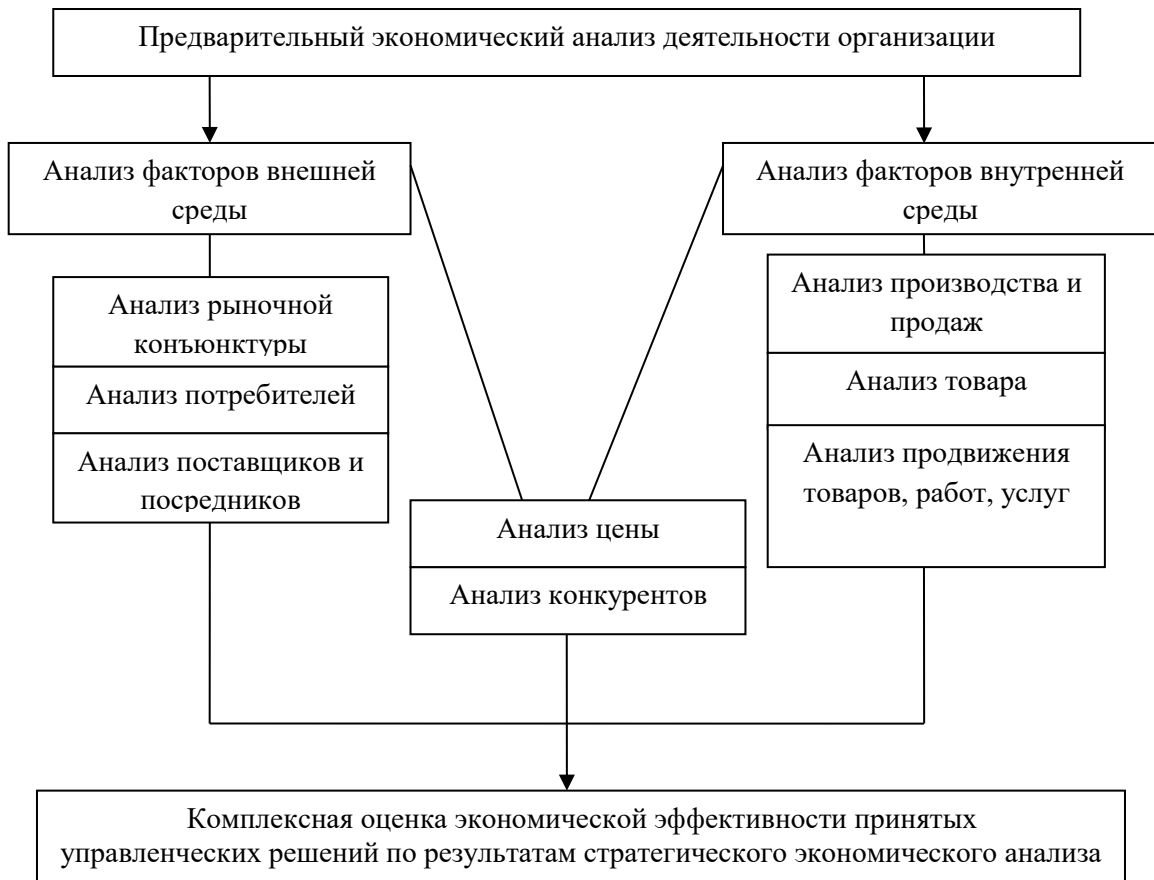 Предварительный экономический анализ деятельности организации
Анализ факторов внешней
среды
Анализ факторов внутренней
среды
Анализ рыночной
конъюнктуры
Анализ потребителей
Анализ поставщиков и
посредников
Анализ производства и
продаж
Анализ товара
Анализ продвижения
товаров, работ, услуг
Анализ цены
Анализ конкурентов
Комплексная оценка экономической эффективности принятых
управленческих решений по результатам стратегического экономического анализа